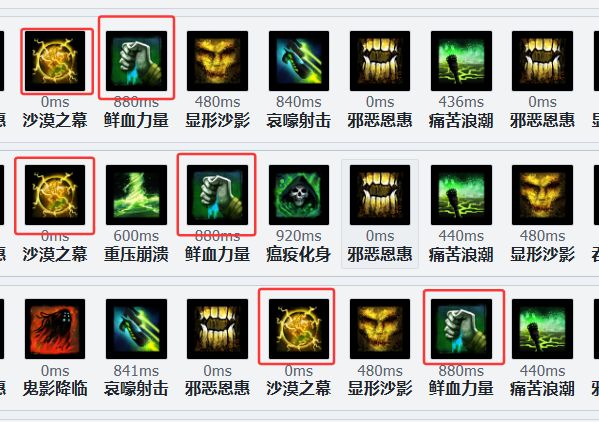 0ms 880ms 480ms 840ms 0ms 436ms 0ms
沙漠之幕 鲜血力量 显形沙影 哀嚎射击 邪恶恩惠 痛苦浪潮 邪恶恩惠
0ms 600ms 880ms 920ms 0ms 440ms 480ms
沙漠之幕 重压崩溃 鲜血力量 瘟疫化身 邪恶恩惠 痛苦浪潮 显形沙影
0ms 841ms 0ms 0ms 480ms 880ms 440ms
鬼影降临 哀嚎射击 邪恶恩惠 沙漠之幕 显形沙影 鲜血力量 痛苦浪潮